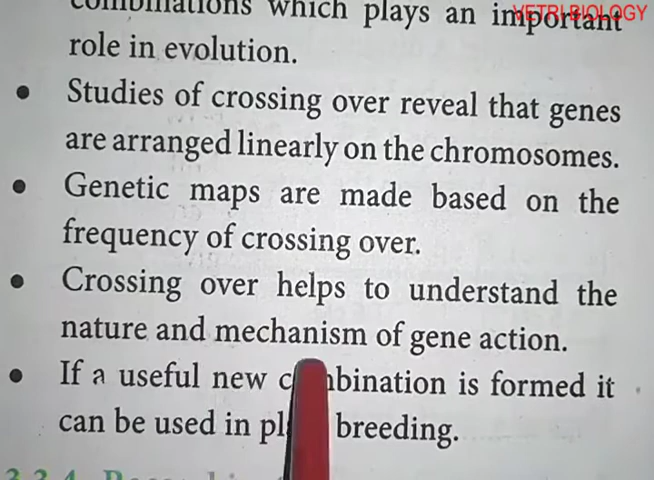 combinations which plays an important
VETRI BIOLOGY
role in evolution.
• Studies of crossing over reveal that genes
are arranged linearly on the chromosomes.
• Genetic maps are made based on the
frequency of crossing over.
• Crossing over helps to understand the
nature and mechanism of gene action.
• If a useful new combination is formed it
can be used in breeding.